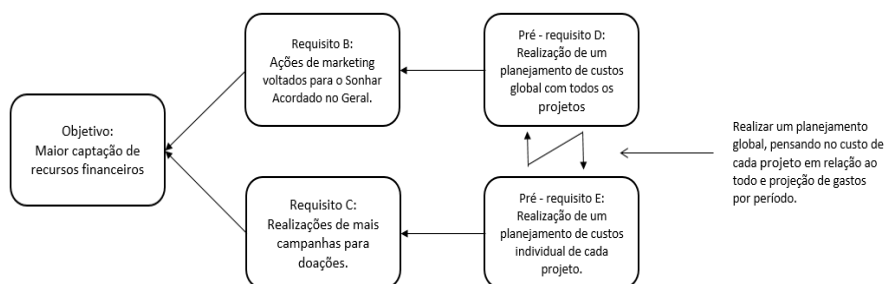 Objetivo:
Maior captação de
recursos financeiros
Requisito B:
Ações de marketing
voltados para o Sonhar
Acordado no Geral.
Requisito C:
Realizações de mais
campanhas para
doações.
Pré - requisito D:
Realização de um
planejamento de custos
global com todos os
projetos
Pré - requisito E:
Realização de um
planejamento de custos
individual de cada
projeto.
Realizar um planejamento
global, pensando no custo de
cada projeto em relação ao
todo e projeção de gastos
por período.